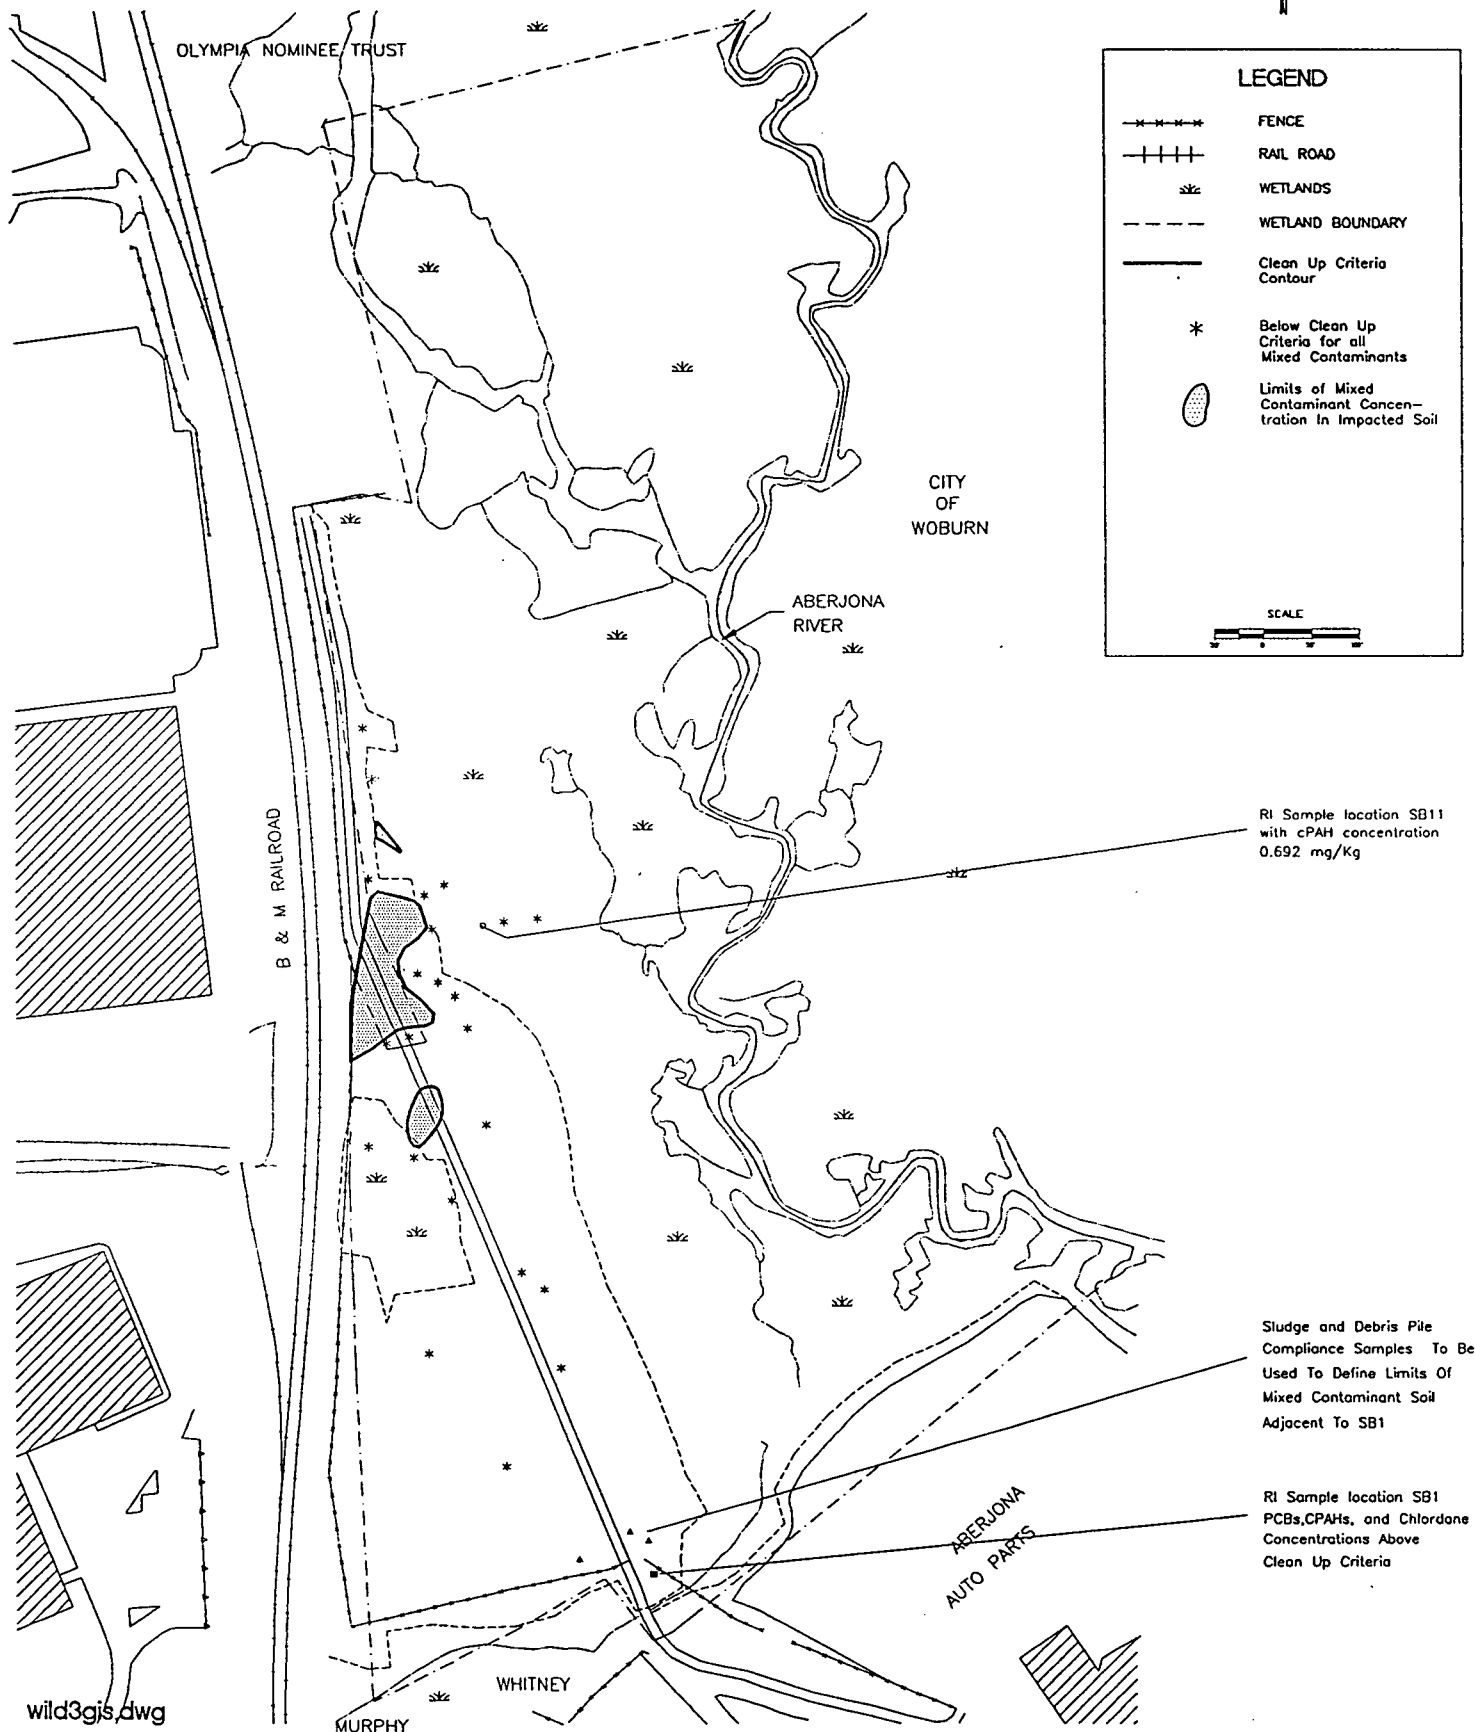 OLYMPIA NOMINEE TRUST
LEGEND
FENCE
RAIL ROAD
WETLANDS
WETLAND BOUNDARY
Clean Up Criteria
Contour
Below Clean Up
Criteria for all
Mixed Contaminants
Limits of Mixed
Contaminant Concen-
tration In Impacted Soil
SCALE
CITY
OF
WOBURN
ABERJONA
RIVER
B & M RAILROAD
RI Sample location SB11
with cPAH concentration
0.692 mg/Kg
Sludge and Debris Pile
Compliance Samples To Be
Used To Define Limits Of
Mixed Contaminant Soil
Adjacent To SB1
RI Sample location SB1
PCBs,CPAHs, and Chlordane
Concentrations Above
Clean Up Criteria
ABERJONA
AUTO PARTS
WHITNEY
MURPHY
wild3gjs.dwg